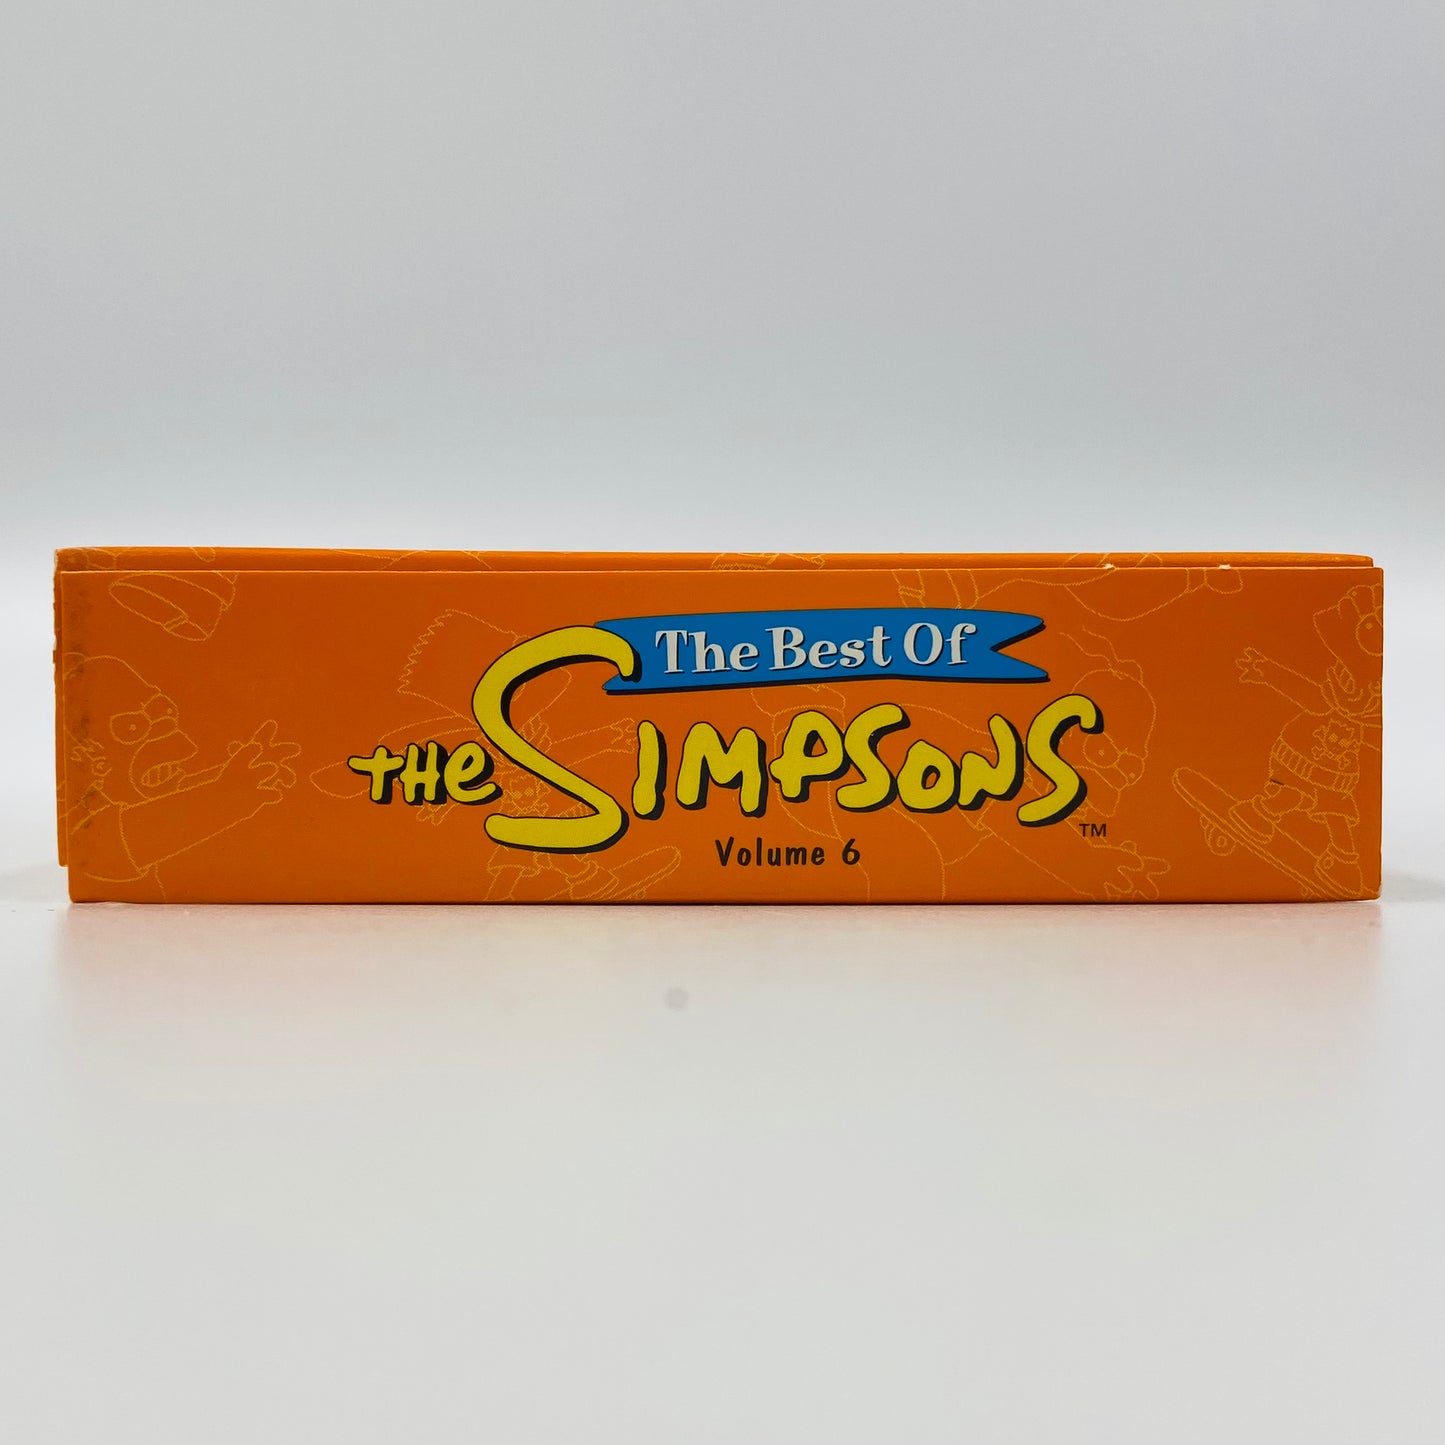 The Best Of
THE SIMPSONS
TM
Volume 6